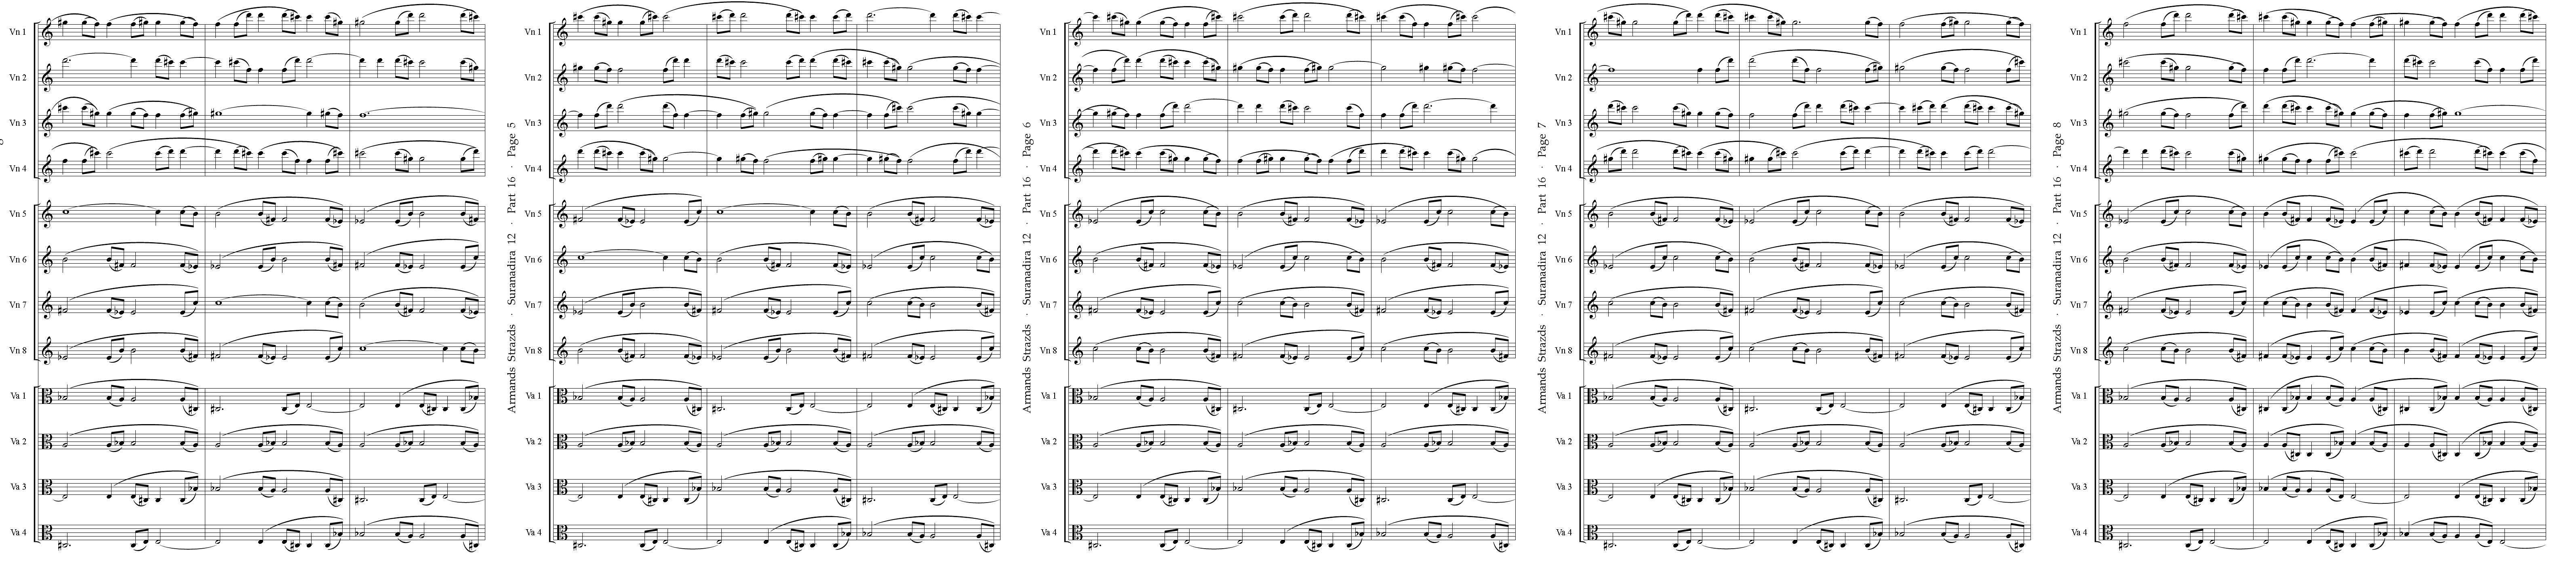 Vn 1
Vn 2
Vn 3
Vn 4
Vn 5
Vn 6
Vn 7
Vn 8
Va 1
Va 2
Va 3
Va 4
Armands Strazds · Suranadira 12 · Part 16 · Page 5
Vn 1
Vn 2
Vn 3
Vn 4
Vn 5
Vn 6
Vn 7
Vn 8
Va 1
Va 2
Va 3
Va 4
Armands Strazds · Suranadira 12 · Part 16 · Page 6
Vn 1
Vn 2
Vn 3
Vn 4
Vn 5
Vn 6
Vn 7
Vn 8
Va 1
Va 2
Va 3
Va 4
Armands Strazds · Suranadira 12 · Part 16 · Page 7
Vn 1
Vn 2
Vn 3
Vn 4
Vn 5
Vn 6
Vn 7
Vn 8
Va 1
Va 2
Va 3
Va 4
Armands Strazds · Suranadira 12 · Part 16 · Page 8
Vn 1
Vn 2
Vn 3
Vn 4
Vn 5
Vn 6
Vn 7
Vn 8
Va 1
Va 2
Va 3
Va 4